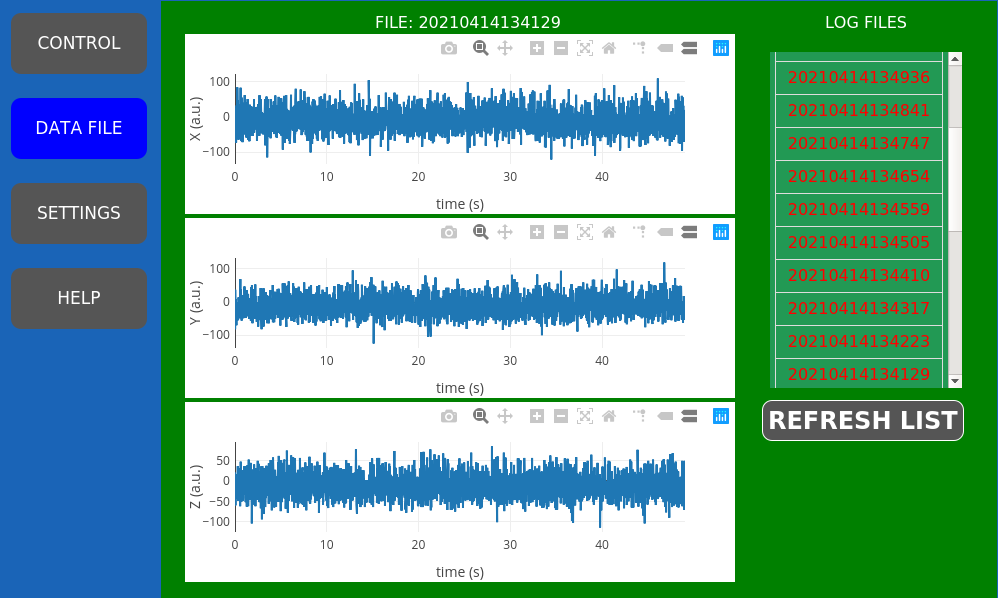 CONTROL
DATA FILE
SETTINGS
HELP
FILE: 20210414134129
X (a.u.)
100
0
−100
0 10 20 30 40
time (s)
Y (a.u.)
100
0
−100
0 10 20 30 40
time (s)
Z (a.u.)
50
0
−50
−100
0 10 20 30 40
time (s)
LOG FILES
20210414134936
20210414134841
20210414134747
20210414134654
20210414134559
20210414134505
20210414134410
20210414134317
20210414134223
20210414134129
REFRESH LIST